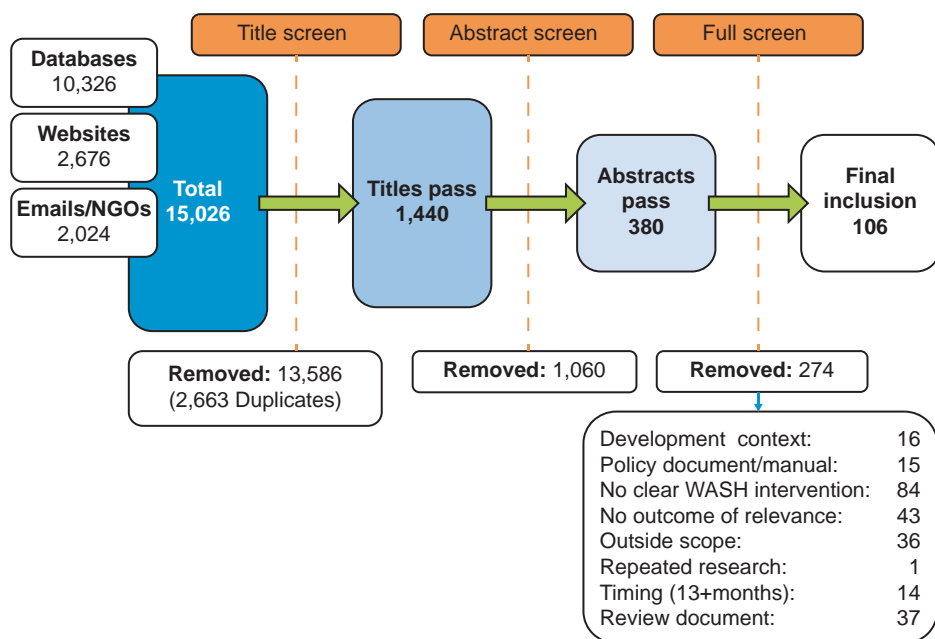 Title screen
Abstract screen
Full screen
Databases
10,326
Websites
2,676
Emails/NGOs
2,024
Total
15,026
Titles pass
1,440
Abstracts
pass
380
Final
inclusion
106
Removed: 13,586
(2,663 Duplicates)
Removed: 1,060
Removed: 274
Development context: 16
Policy document/manual: 15
No clear WASH intervention: 84
No outcome of relevance: 43
Outside scope: 36
Repeated research: 1
Timing (13+months): 14
Review document: 37